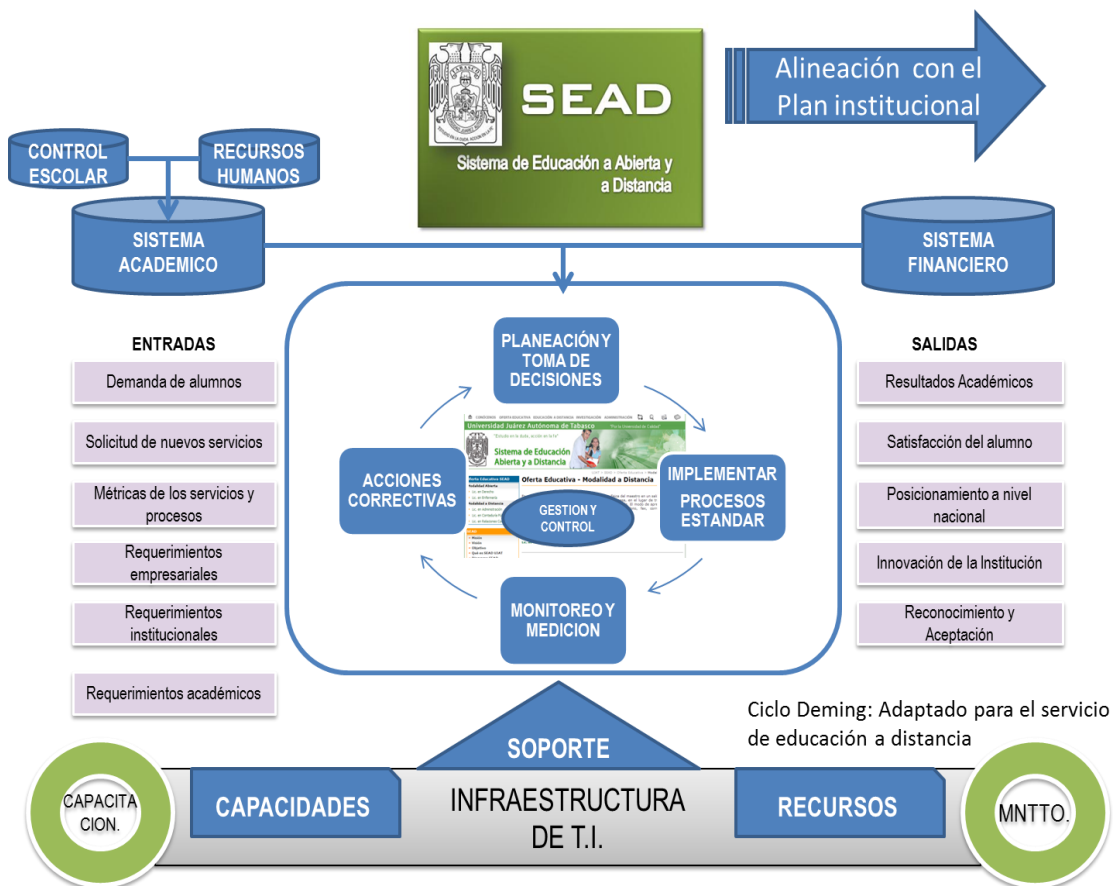 SEAD
Sistema de Educación a Abierta y
a Distancia
Alineación con el
Plan institucional
CONTROL
ESCOLAR
RECURSOS
HUMANOS
SISTEMA
ACADEMICO
SISTEMA
FINANCIERO
ENTRADAS
Demanda de alumnos
Solicitud de nuevos servicios
Métricas de los servicios y
procesos
Requerimientos
empresariales
Requerimientos
institucionales
Requerimientos académicos
PLANEACIÓN Y
TOMA DE
DECISIONES
Universidad Juárez Autónoma de Tabasco
Sistema de Educación
Abierta y a Distancia
Oferta Educativa - Modalidad a Distancia
ACCIONES
CORRECTIVAS
GESTION Y
CONTROL
IMPLEMENTAR
PROCESOS
ESTANDAR
MONITOREO Y
MEDICION
SALIDAS
Resultados Académicos
Satisfacción del alumno
Posicionamiento a nivel
nacional
Innovación de la Institución
Reconocimiento y
Aceptación
Ciclo Deming: Adaptado para el servicio
de educación a distancia
SOPORTE
CAPACITA
CION.
CAPACIDADES
INFRAESTRUCTURA
DE T.I.
RECURSOS
MNTTO.